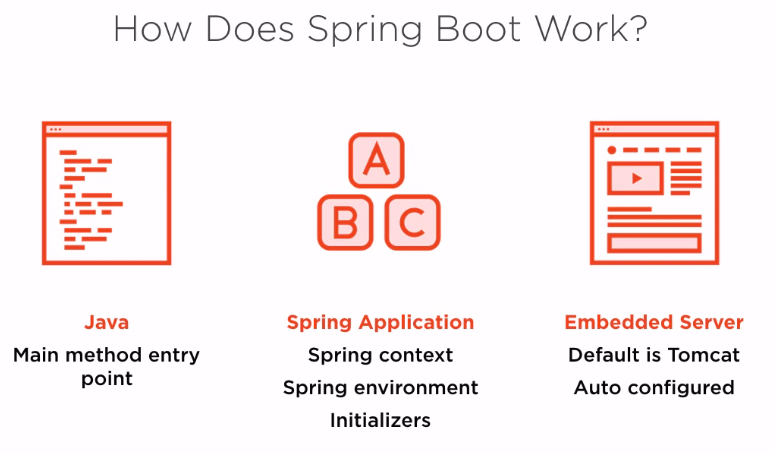 How Does Spring Boot Work?
A
B C
Java
Main method entry
point
Spring Application
Spring context
Spring environment
Initializers
Embedded Server
Default is Tomcat
Auto configured